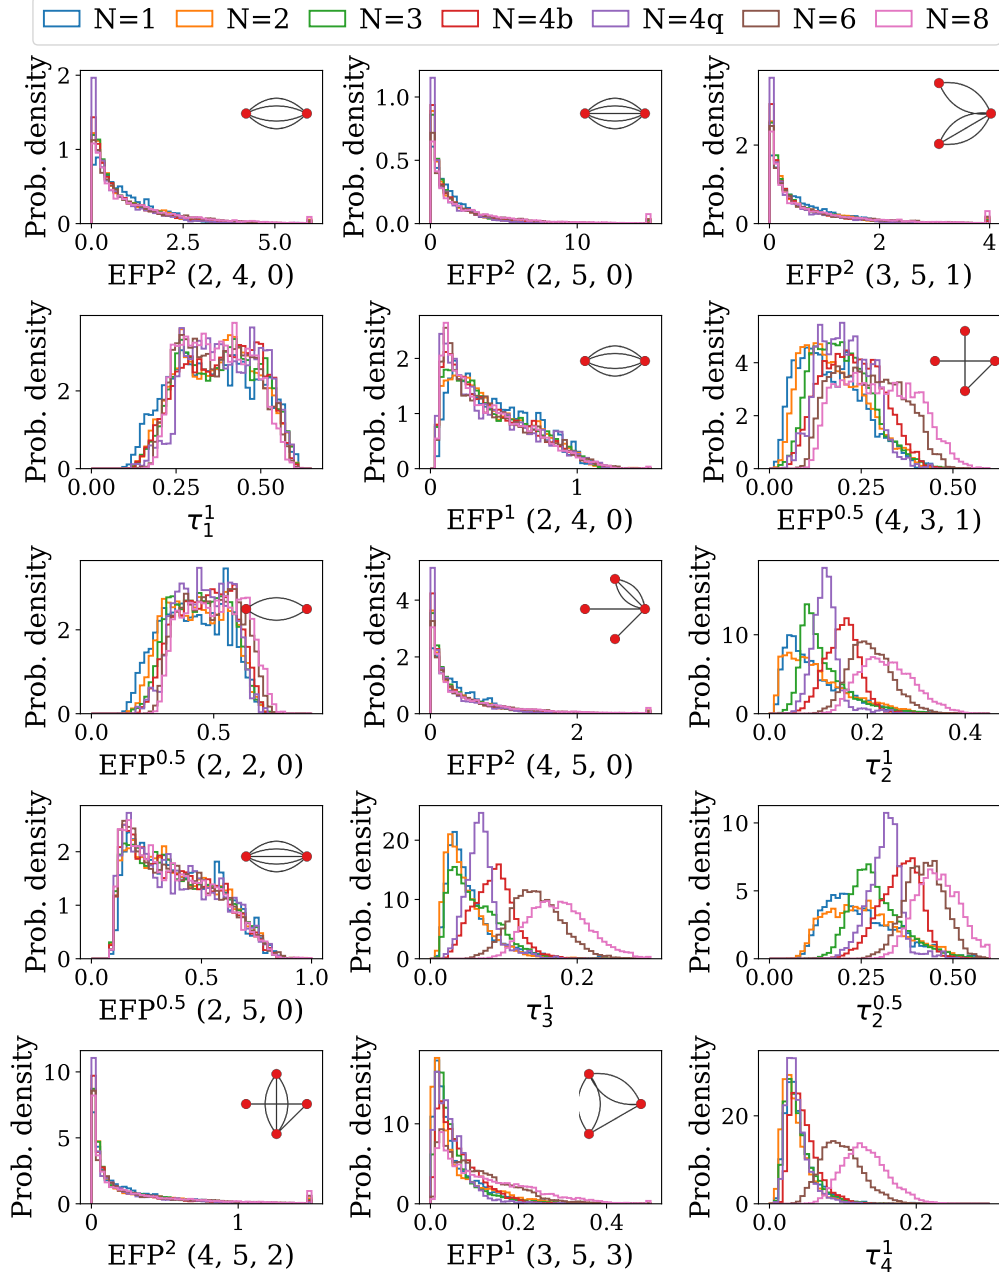 N=1 N=2 N=3 N=4b N=4q N=6 N=8
Prob. density Prob. density Prob. density
2 1.0 2
1 0.5
0 0.0 0
0.0 2.5 5.0 0 10 0 2 4
EFP² (2, 4, 0) EFP² (2, 5, 0) EFP² (3, 5, 1)
Prob. density Prob. density Prob. density
2 2 4
0 1 2
0 0
0.00 0.25 0.50 0 1 0.00 0.25 0.50
τ₁¹ EFP¹ (2, 4, 0) EFP⁰·⁵ (4, 3, 1)
Prob. density Prob. density Prob. density
2 4 10
0 2 0
0
0.0 0.5 0 2 0.0 0.2 0.4
EFP⁰·⁵ (2, 2, 0) EFP² (4, 5, 0) τ₂¹
Prob. density Prob. density Prob. density
2 20 10
1 10 5
0 0 0
0.0 0.5 1.0 0.0 0.2 0.00 0.25 0.50
EFP⁰·⁵ (2, 5, 0) τ₃¹ τ₂⁰·⁵
Prob. density Prob. density Prob. density
10 10 20
5 0 0
0
0 1 0.0 0.2 0.4 0.0 0.2
EFP² (4, 5, 2) EFP¹ (3, 5, 3) τ₄¹